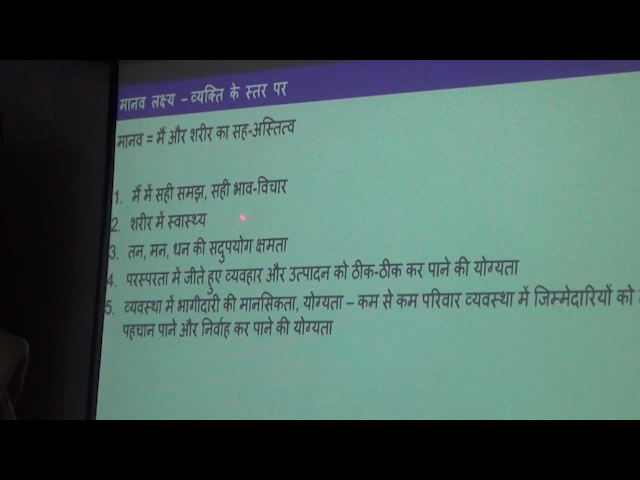 मानव लक्ष्य – व्यक्ति के स्तर पर
मानव = मैं और शरीर का सह-अस्तित्व
1. मैं में सही समझ, सही भाव-विचार
2. शरीर में स्वास्थ्य
3. तन, मन, धन की सदुपयोग क्षमता
4. परस्परता में जीते हुए व्यवहार और उत्पादन को ठीक-ठीक कर पाने की योग्यता
5. व्यवस्था में भागीदारी की मानसिकता, योग्यता – कम से कम परिवार व्यवस्था में जिम्मेदारियों को
पहचान पाने और निर्वाह कर पाने की योग्यता